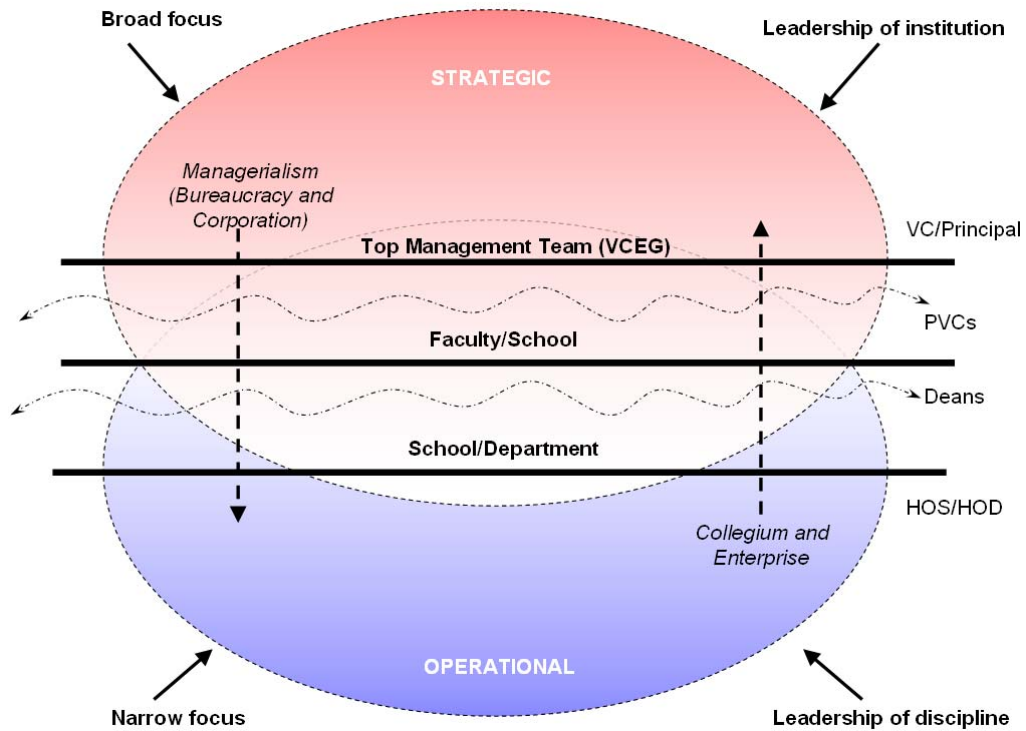 Broad focus
Leadership of institution
STRATEGIC
Managerialism
(Bureaucracy and
Corporation)
VC/Principal
Top Management Team (VCEG)
PVCs
Faculty/School
Deans
School/Department
HOS/HOD
Collegium and
Enterprise
OPERATIONAL
Narrow focus
Leadership of discipline